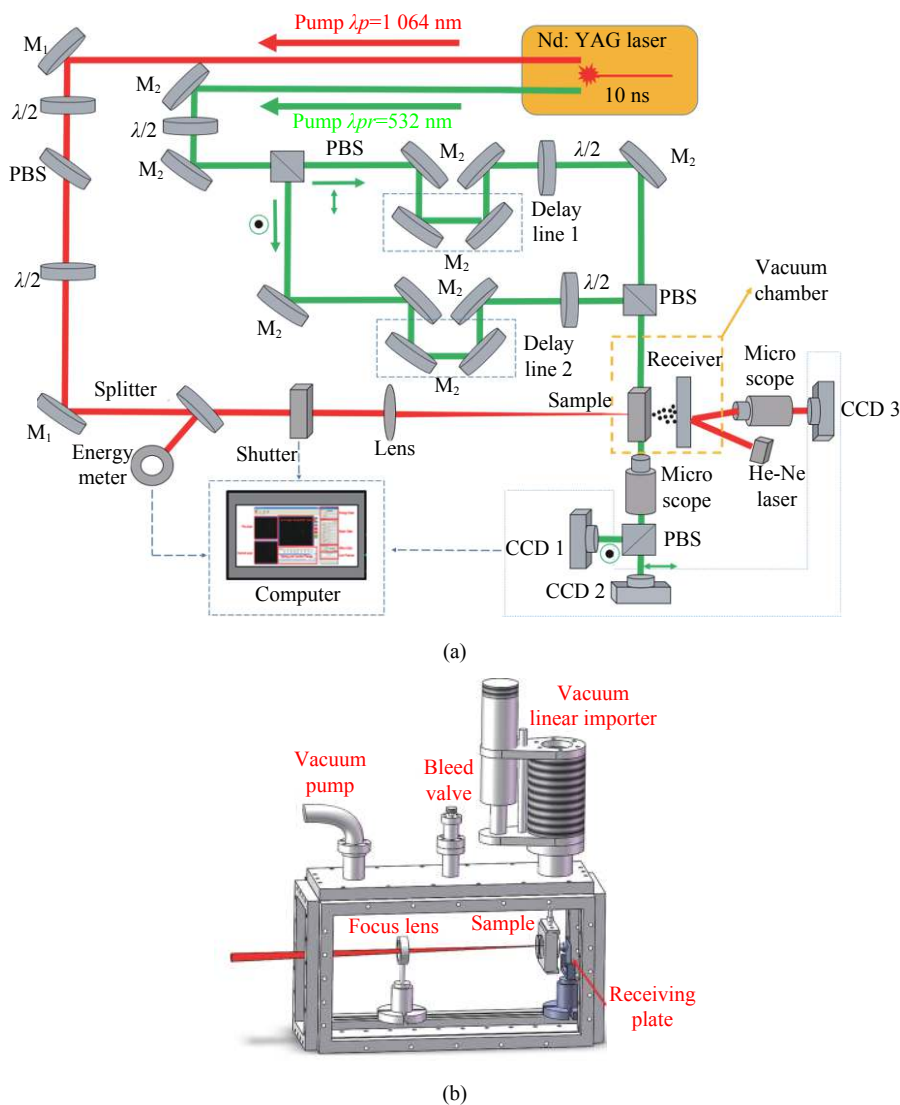 Pump λp=1 064 nm
Nd: YAG laser
10 ns
M₁
M₂
Pump λpr=532 nm
λ/2
λ/2
PBS
M₂
PBS
M₂
λ/2
M₂
Delay
line 1
M₂
λ/2
M₂
M₂
λ/2
PBS
Vacuum
chamber
Delay
line 2
M₂
Receiver
Micro
scope
M₁
Splitter
Sample
CCD 3
Energy
meter
Shutter
Lens
He-Ne
laser
Micro
scope
CCD 1
PBS
CCD 2
Computer
(a)
Vacuum
linear importer
Vacuum
pump
Bleed
valve
Focus lens
Sample
Receiving
plate
(b)